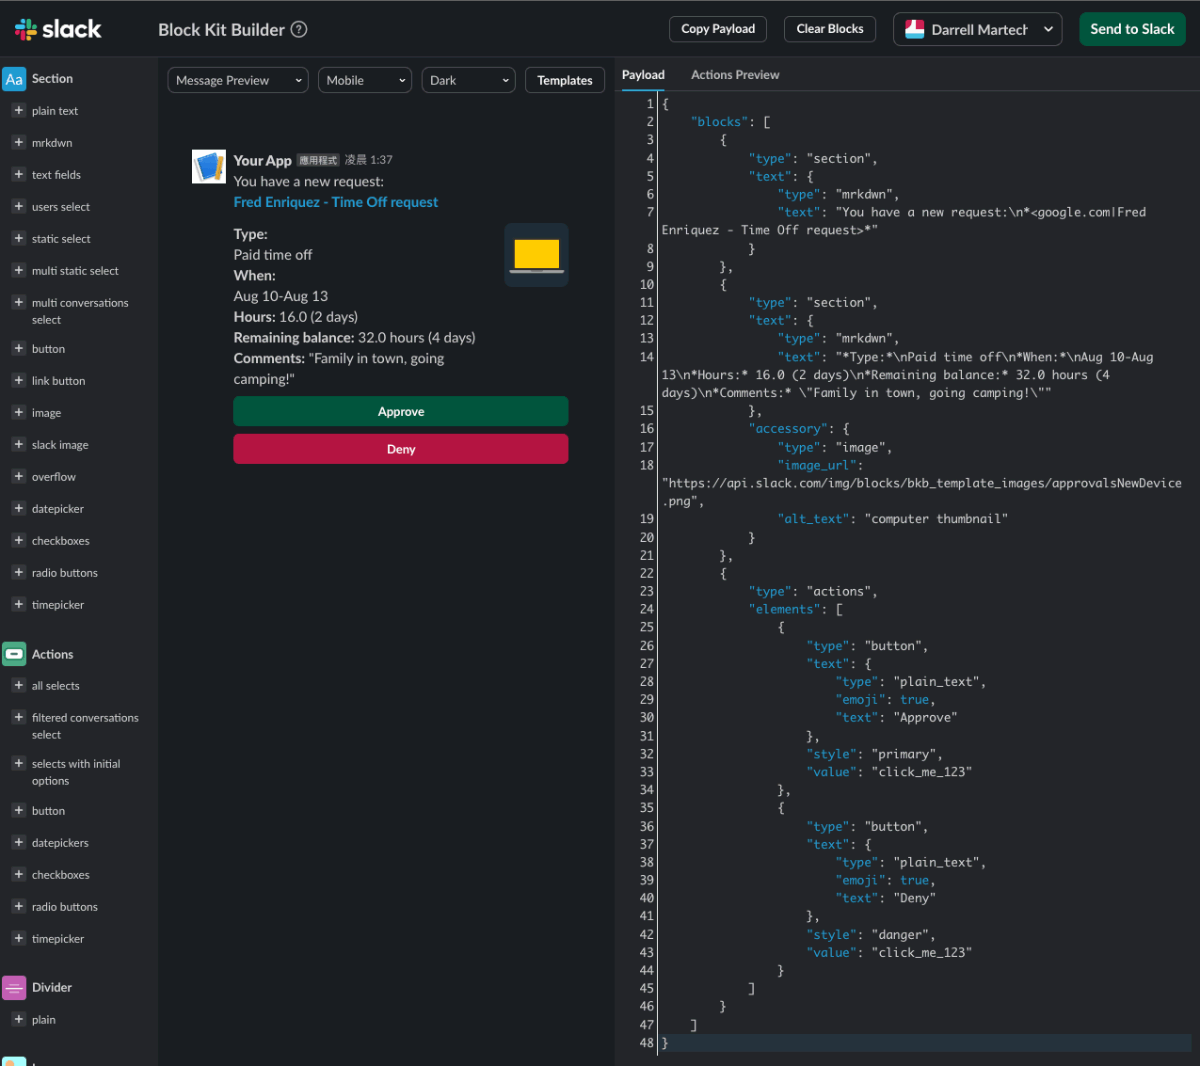 slack
Block Kit Builder
Copy Payload
Clear Blocks
Darrell Martech
Send to Slack
Aa Section
plain text
mrkdwn
text fields
users select
static select
multi static select
multi conversations
select
button
link button
image
slack image
overflow
datepicker
checkboxes
radio buttons
timepicker
Actions
all selects
filtered conversations
select
selects with initial
options
button
datepickers
checkboxes
radio buttons
timepicker
Divider
plain
Message Preview
Mobile
Dark
Templates
Your App 應用程式 凌晨 1:37
You have a new request:
Fred Enriquez - Time Off request
Type:
Paid time off
When:
Aug 10-Aug 13
Hours: 16.0 (2 days)
Remaining balance: 32.0 hours (4 days)
Comments: "Family in town, going
camping!"
Approve
Deny
Payload
Actions Preview
1 {
2 "blocks": [
3 {
4 "type": "section",
5 "text": {
6 "type": "mrkdwn",
7 "text": "You have a new request:\n*<google.com|Fred
Enriquez - Time Off request>*"
8 }
9 },
10 {
11 "type": "section",
12 "text": {
13 "type": "mrkdwn",
14 "text": "*Type:*\nPaid time off\n*When:*\nAug 10-Aug
13\n*Hours:* 16.0 (2 days)\n*Remaining balance:* 32.0 hours (4
days)\n*Comments:* \"Family in town, going camping!\""
15 },
16 "accessory": {
17 "type": "image",
18 "image_url":
"https://api.slack.com/img/blocks/bkb_template_images/approvalsNewDevice
.png",
19 "alt_text": "computer thumbnail"
20 }
21 },
22 {
23 "type": "actions",
24 "elements": [
25 {
26 "type": "button",
27 "text": {
28 "type": "plain_text",
29 "emoji": true,
30 "text": "Approve"
31 },
32 "style": "primary",
33 "value": "click_me_123"
34 },
35 {
36 "type": "button",
37 "text": {
38 "type": "plain_text",
39 "emoji": true,
40 "text": "Deny"
41 },
42 "style": "danger",
43 "value": "click_me_123"
44 }
45 ]
46 }
47 ]
48 }